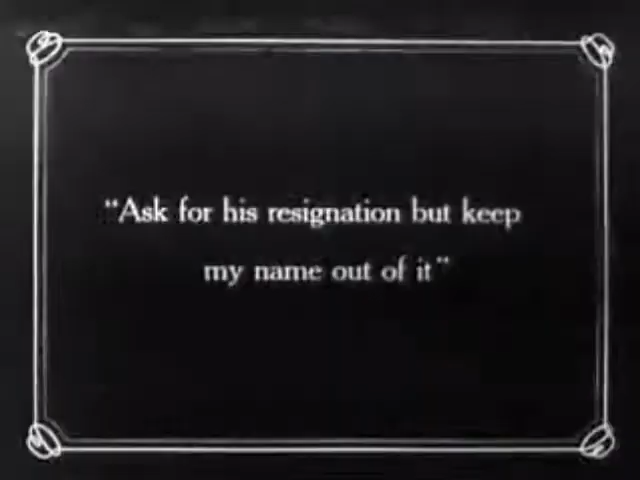 “Ask for his resignation but keep
my name out of it”